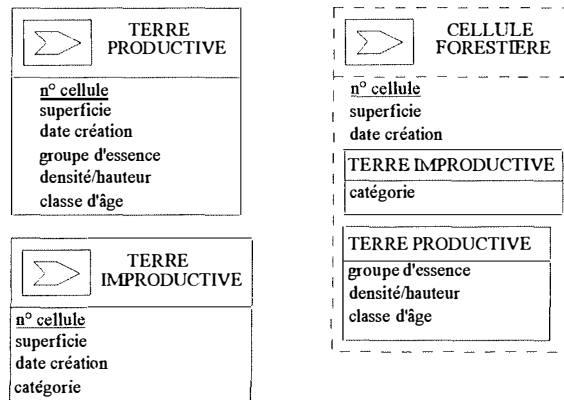 TERRE
PRODUCTIVE
n° cellule
superficie
date création
groupe d'essence
densité/hauteur
classe d'âge
TERRE
IMPRODUCTIVE
n° cellule
superficie
date création
catégorie
CELLULE
FORESTIERE
n° cellule
superficie
date création
TERRE IMPRODUCTIVE
catégorie
TERRE PRODUCTIVE
groupe d'essence
densité/hauteur
classe d'âge